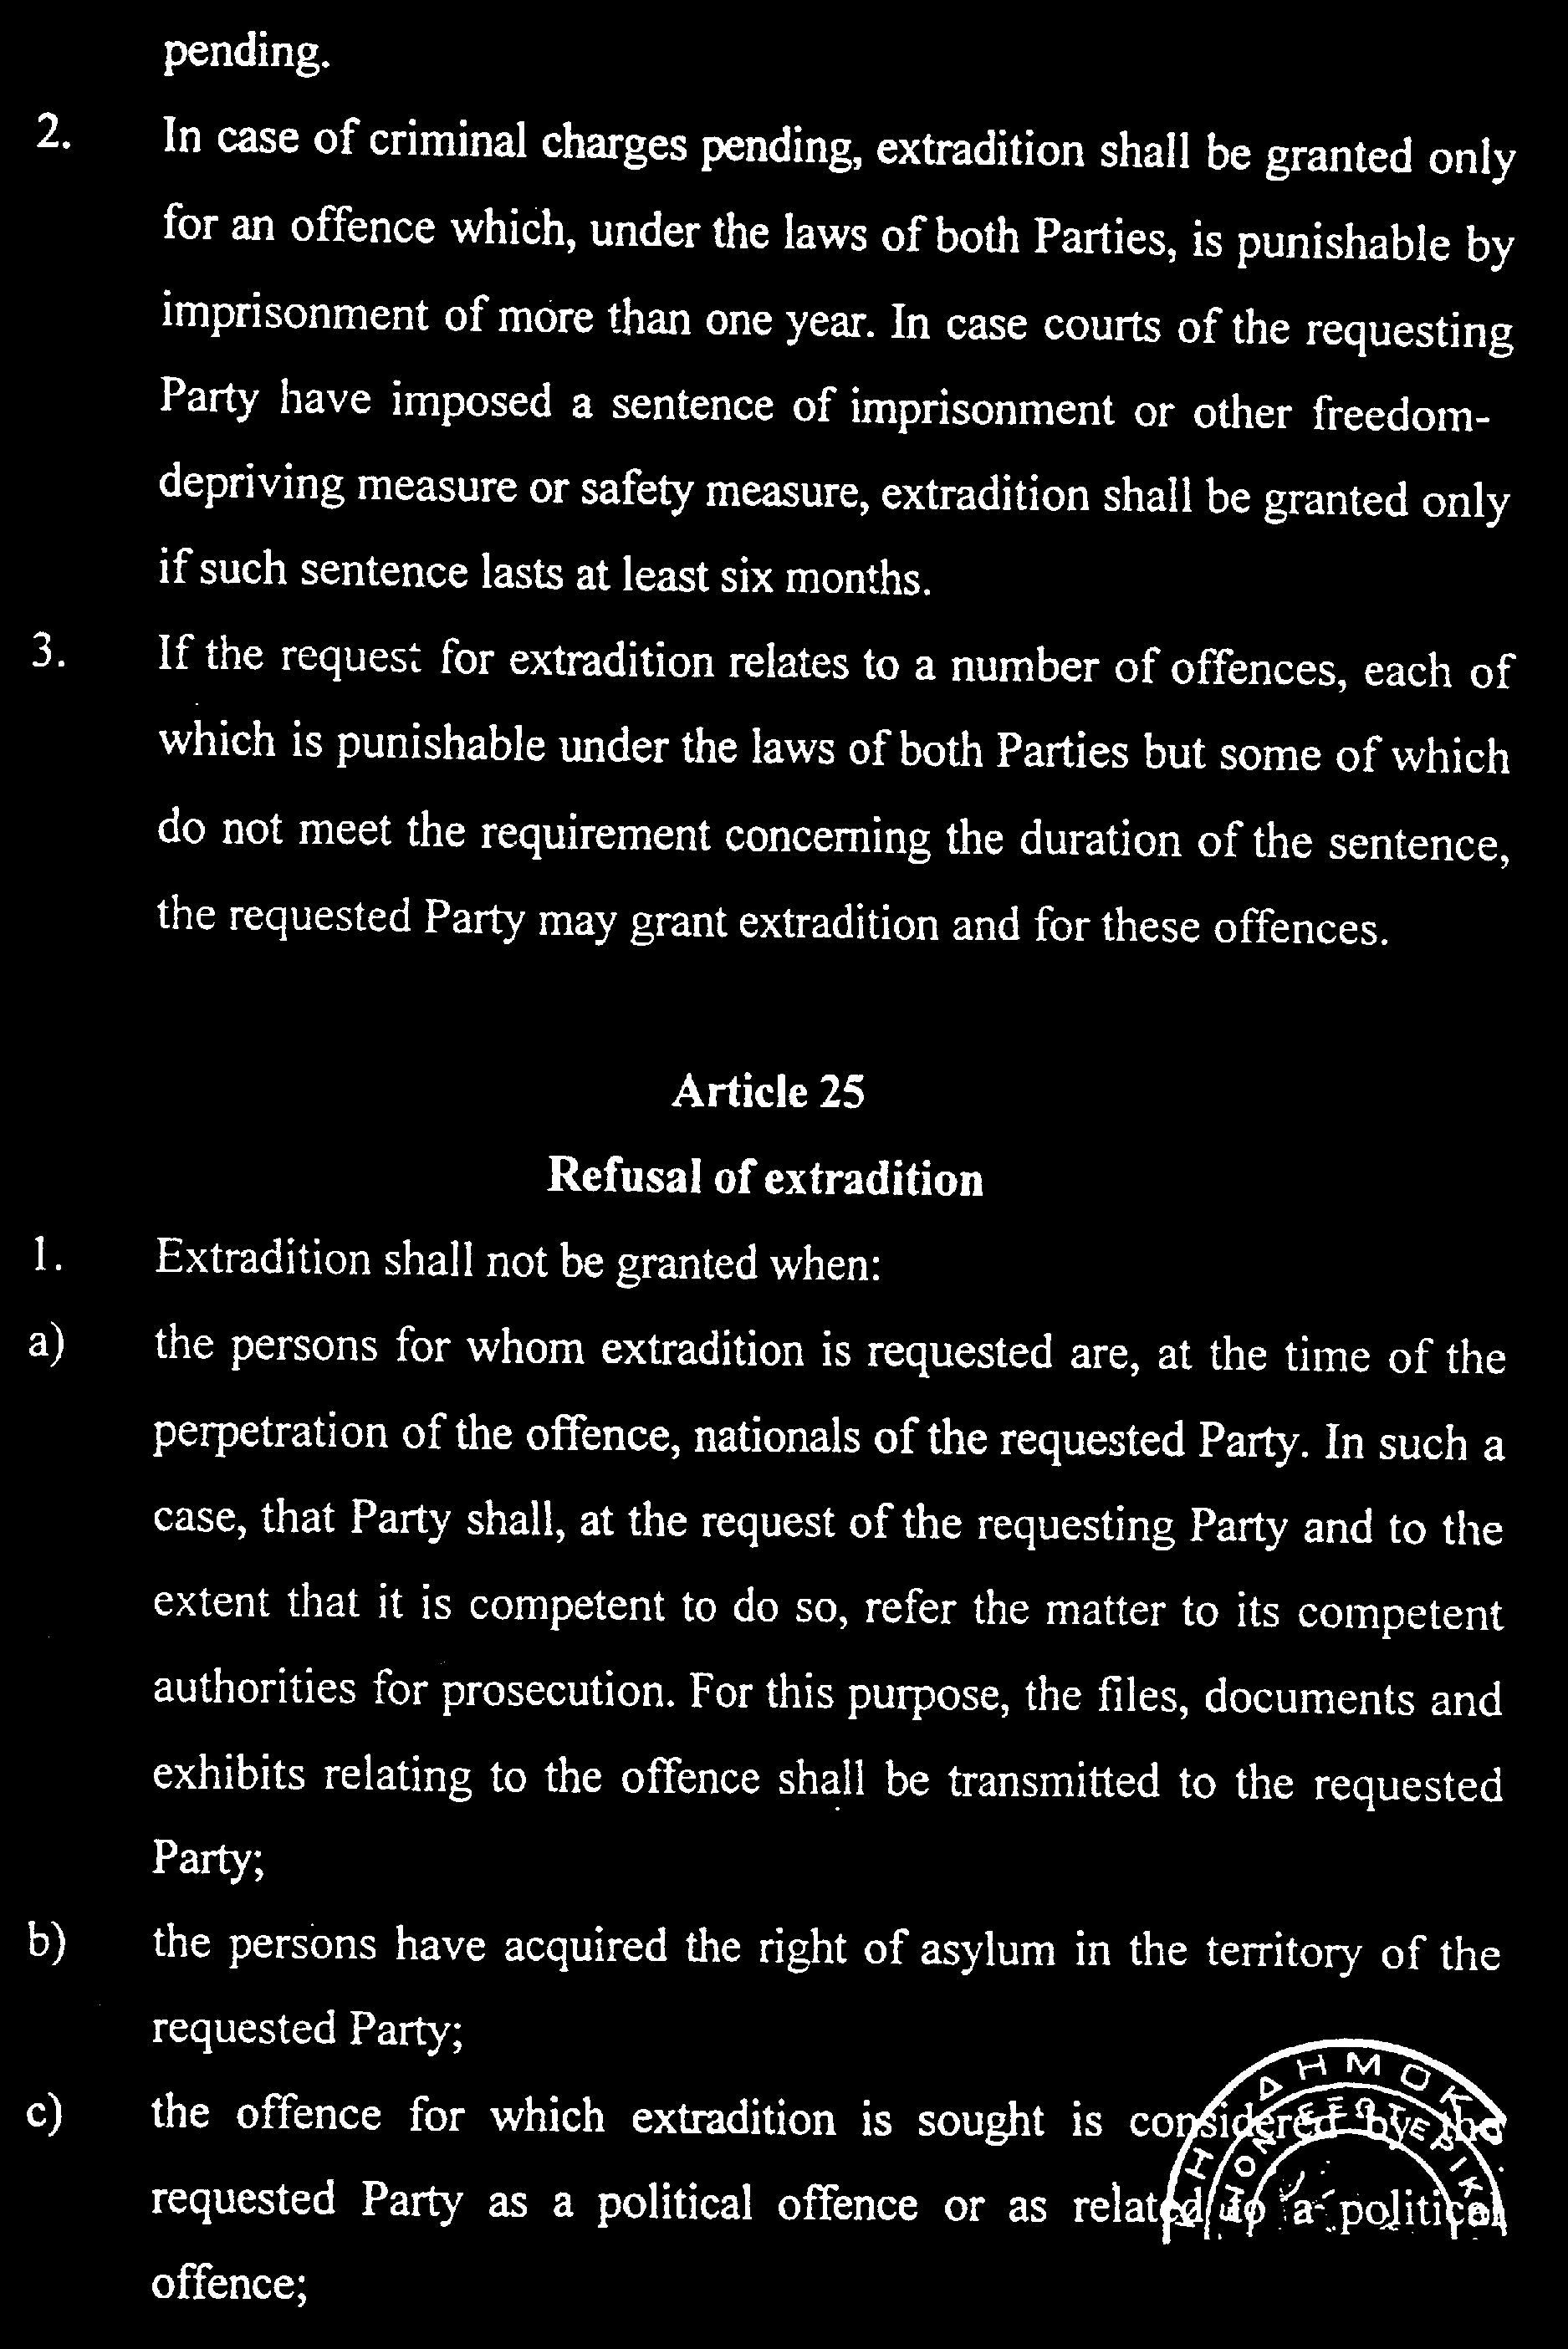 pending.
2. In case of criminal charges pending, extradition shall be granted only
for an offence which, under the laws of both Parties, is punishable by
imprisonment of more than one year. In case courts of the requesting
Party have imposed a sentence of imprisonment or other freedom-
depriving measure or safety measure, extradition shall be granted only
if such sentence lasts at least six months.
3. If the request for extradition relates to a number of offences, each of
which is punishable under the laws of both Parties but some of which
do not meet the requirement concerning the duration of the sentence,
the requested Party may grant extradition and for these offences.
Article 25
Refusal of extradition
1. Extradition shall not be granted when:
a) the persons for whom extradition is requested are, at the time of the
perpetration of the offence, nationals of the requested Party. In such a
case, that Party shall, at the request of the requesting Party and to the
extent that it is competent to do so, refer the matter to its competent
authorities for prosecution. For this purpose, the files, documents and
exhibits relating to the offence shall be transmitted to the requested
Party;
b) the persons have acquired the right of asylum in the territory of the
requested Party;
c) the offence for which extradition is sought is considered by the
requested Party as a political offence or as related to a political
offence;